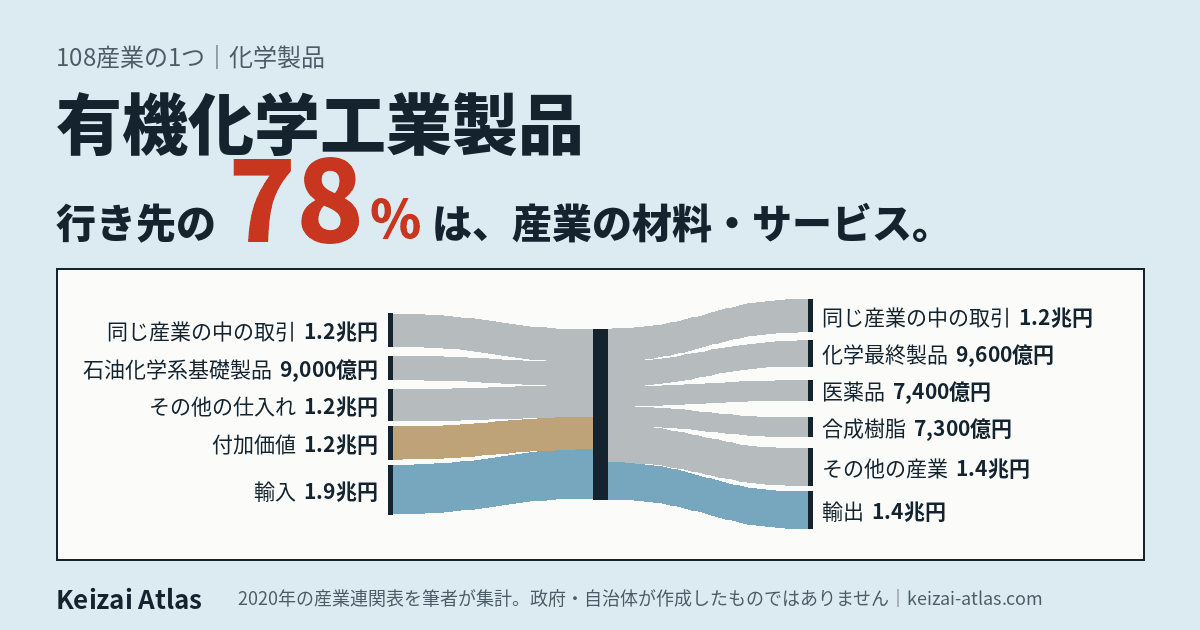 108産業の1つ｜化学製品
有機化学工業製品
行き先の 78% は、産業の材料・サービス。
同じ産業の中の取引 1.2兆円
石油化学系基礎製品 9,000億円
その他の仕入れ 1.2兆円
付加価値 1.2兆円
輸入 1.9兆円
同じ産業の中の取引 1.2兆円
化学最終製品 9,600億円
医薬品 7,400億円
合成樹脂 7,300億円
その他の産業 1.4兆円
輸出 1.4兆円
Keizai Atlas
2020年の産業連関表を筆者が集計。政府・自治体が作成したものではありません｜keizai-atlas.com